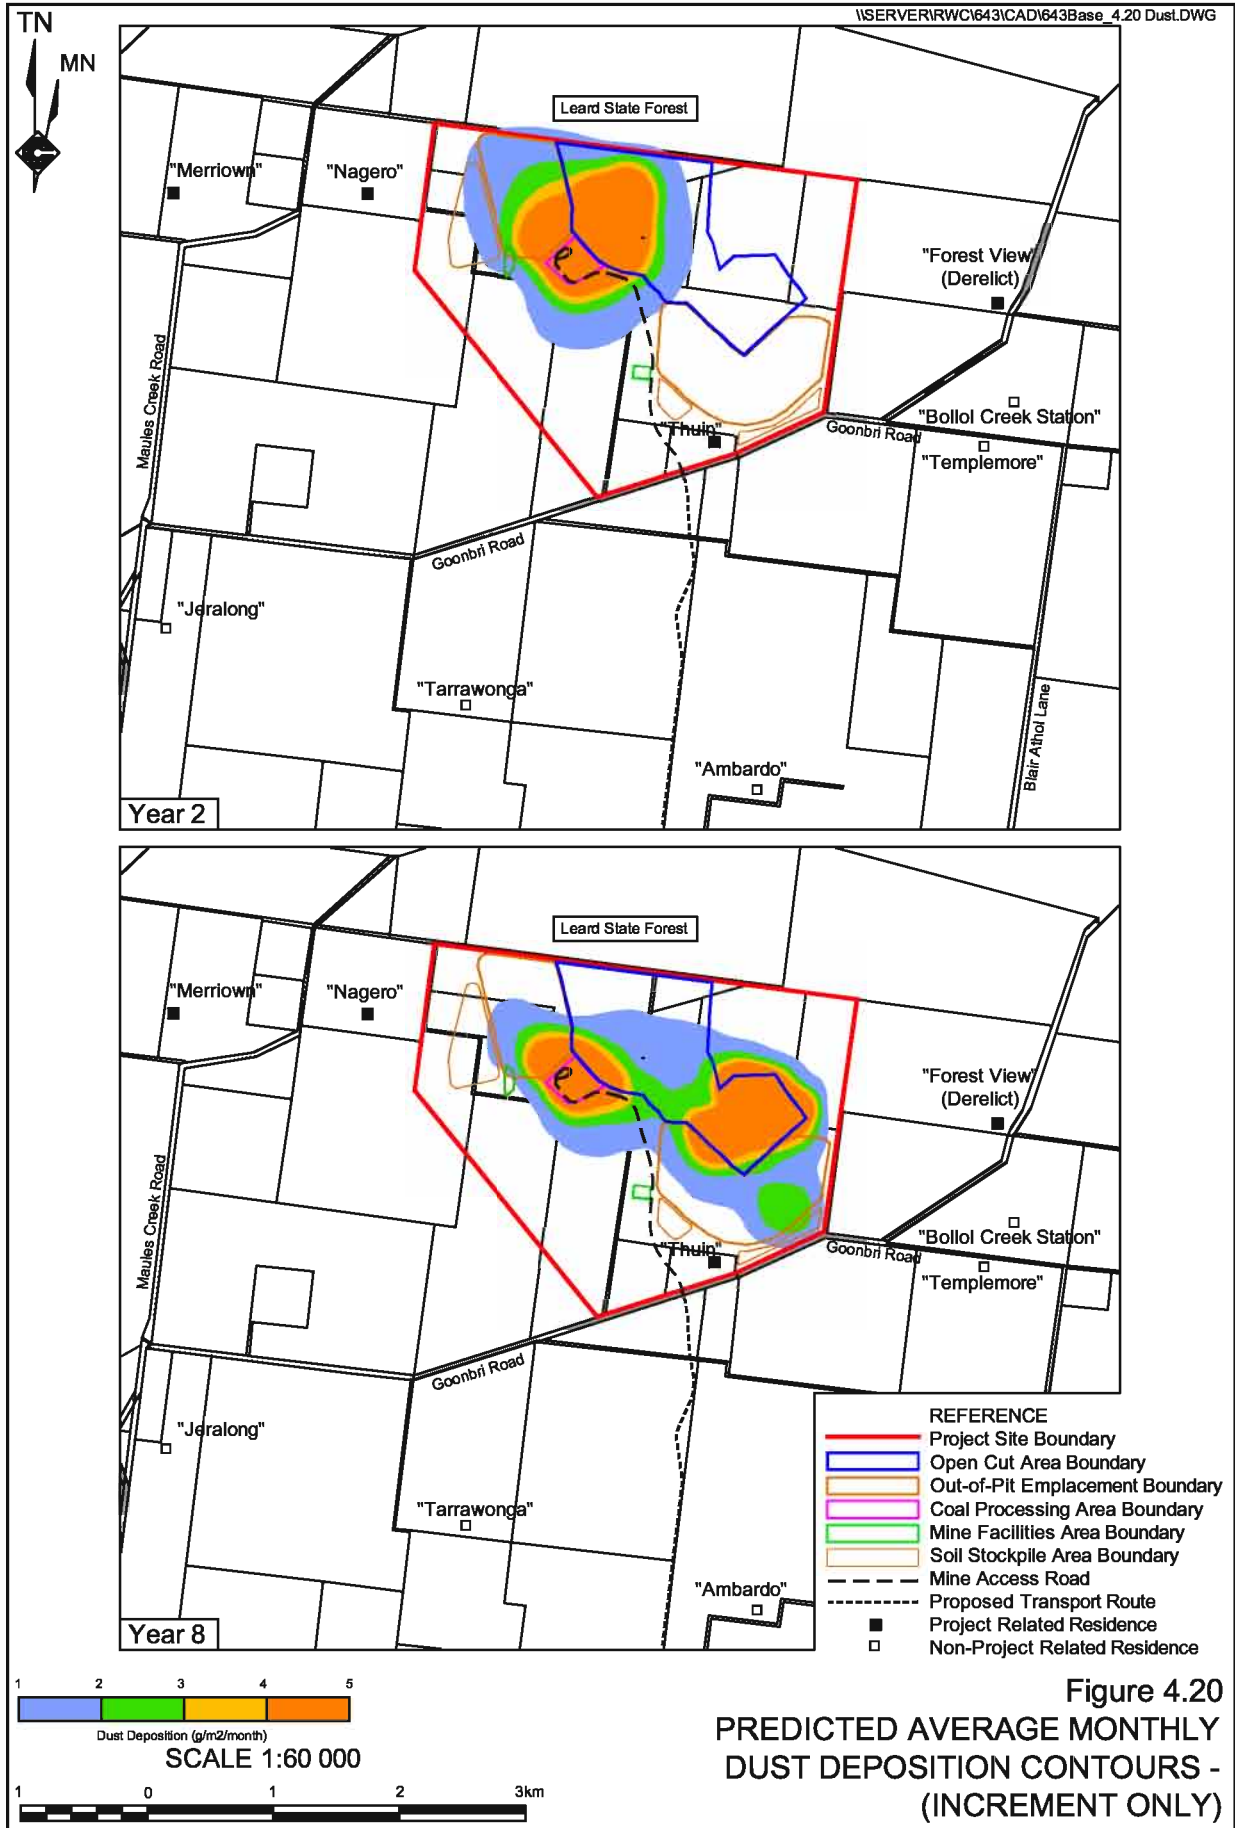 \\SERVER\RWC\643\CAD\643Base_4.20 Dust.DWG
TN
MN
Leard State Forest
"Merriown"
"Nagero"
"Forest View"
(Derelict)
Maules Creek Road
"Bollol Creek Station"
"Thuin"
Goonbri Road
"Templemore"
Goonbri Road
"Jeralong"
"Tarrawonga"
Blair Athol Lane
"Ambardo"
Year 2
Leard State Forest
"Merriown"
"Nagero"
"Forest View"
(Derelict)
Maules Creek Road
"Bollol Creek Station"
"Thuin"
Goonbri Road
"Templemore"
Goonbri Road
"Jeralong"
"Tarrawonga"
"Ambardo"
Year 8
REFERENCE
Project Site Boundary
Open Cut Area Boundary
Out-of-Pit Emplacement Boundary
Coal Processing Area Boundary
Mine Facilities Area Boundary
Soil Stockpile Area Boundary
Mine Access Road
Proposed Transport Route
Project Related Residence
Non-Project Related Residence
1 2 3 4 5
Dust Deposition (g/m2/month)
SCALE 1:60 000
1 0 1 2 3km
Figure 4.20
PREDICTED AVERAGE MONTHLY
DUST DEPOSITION CONTOURS -
(INCREMENT ONLY)